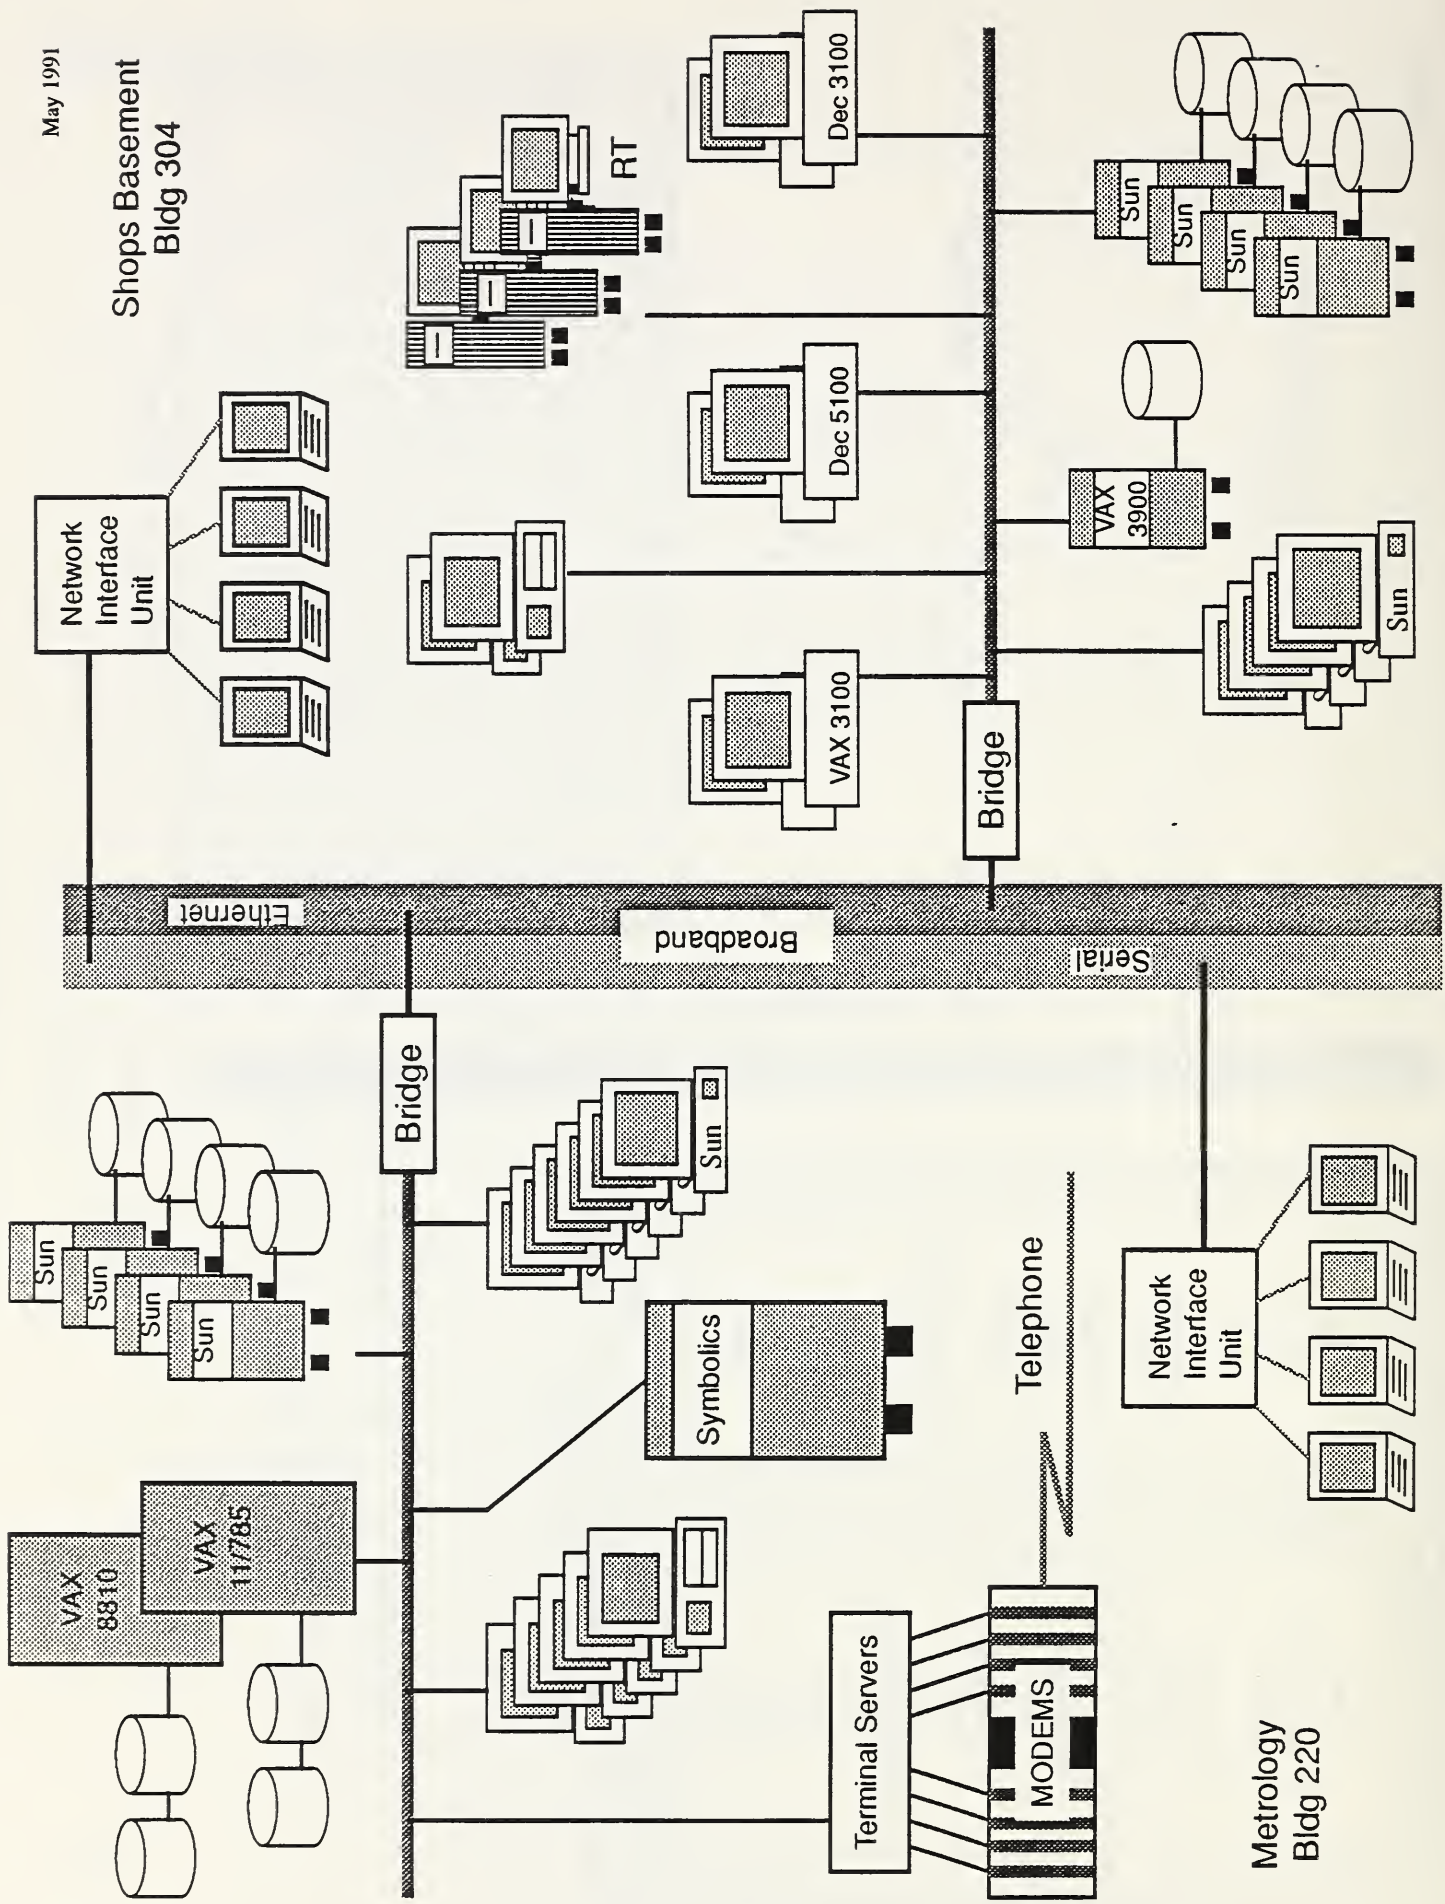 May 1991
Shops Basement
Bldg 304
Network
Interface
Unit
RT
Dec 3100
Dec 5100
VAX 3100
Sun
Sun
Sun
Sun
VAX
3900
Sun
Bridge
Ethernet
Broadband
Serial
Bridge
Sun
Sun
Sun
Sun
VAX
8810
VAX
11/785
Sun
Symbolics
Terminal Servers
MODEMS
Telephone
Network
Interface
Unit
Metrology
Bldg 220